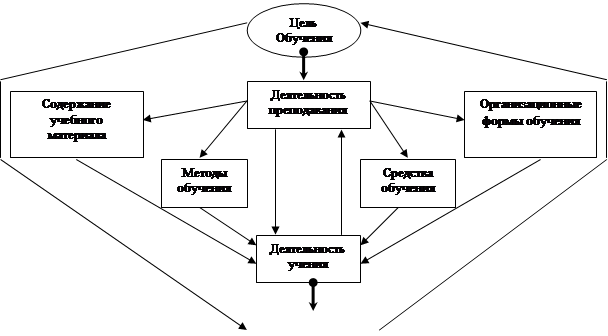 Цель
Обучения
Деятельность
преподавания
Содержание
учебного
материала
Организационные
формы обучения
Методы
обучения
Средства
обучения
Деятельность
учения